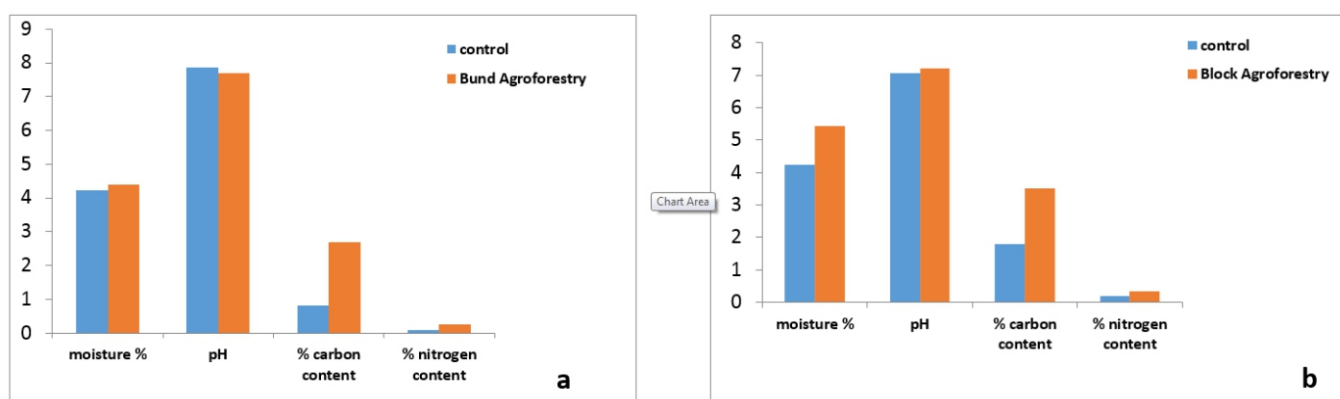 9
8
7
6
5
4
3
2
1
0
control
Bund Agroforestry
moisture %
pH
% carbon
content
% nitrogen
content
a
Chart Area
8
7
6
5
4
3
2
1
0
control
Block Agroforestry
moisture %
pH
% carbon
content
% nitrogen
content
b